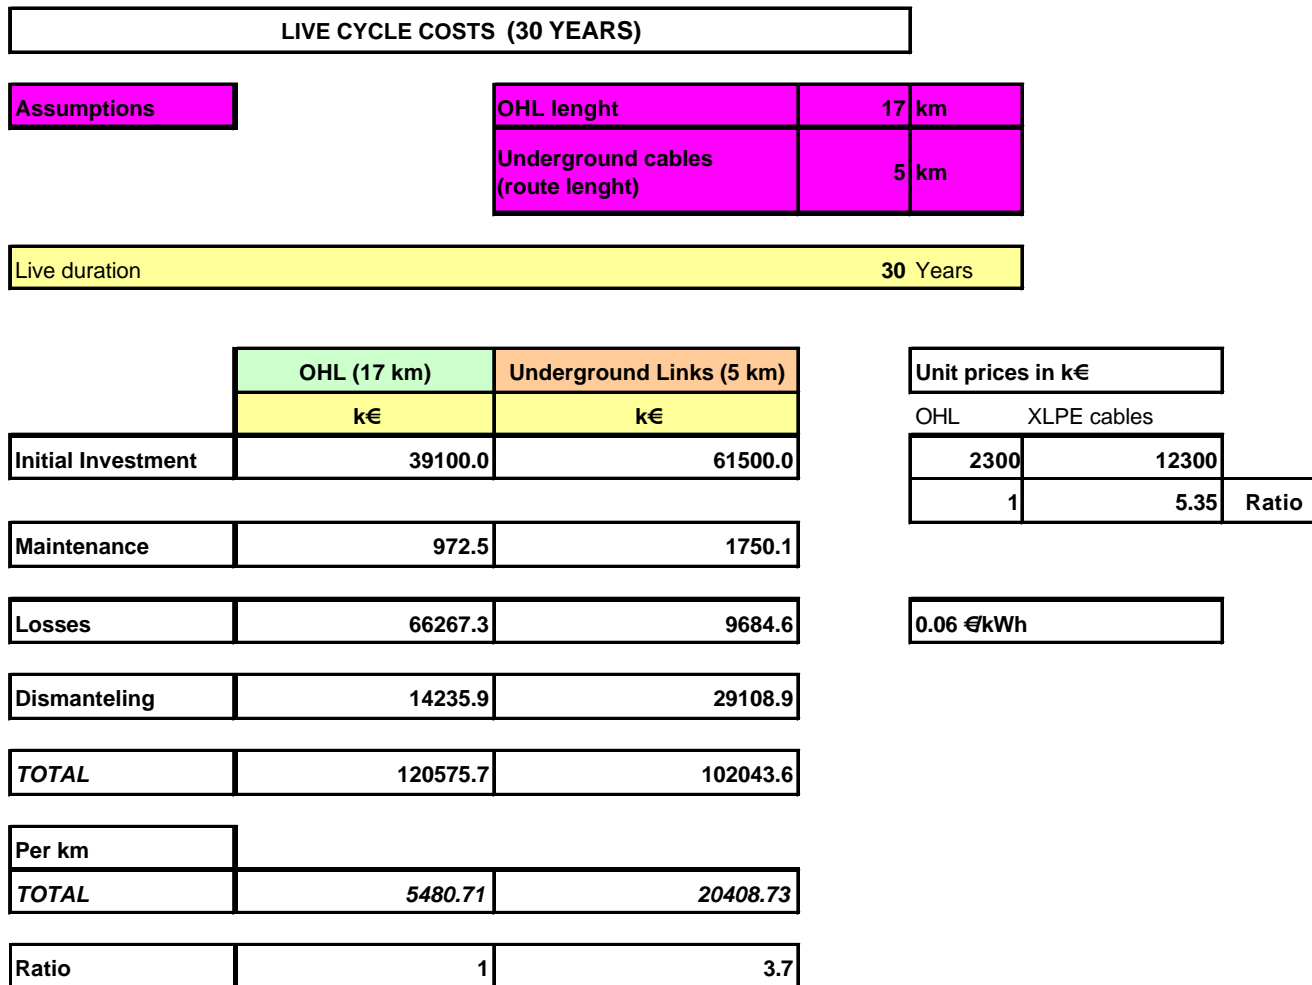 LIVE CYCLE COSTS (30 YEARS)
Assumptions OHL lenght 17 km
Underground cables
(route lenght) 5 km
Live duration 30 Years
OHL (17 km) Underground Links (5 km) Unit prices in k€
k€ k€ OHL XLPE cables
Initial Investment 39100.0 61500.0 2300 12300
1 5.35 Ratio
Maintenance 972.5 1750.1
Losses 66267.3 9684.6 0.06 €/kWh
Dismanteling 14235.9 29108.9
TOTAL 120575.7 102043.6
Per km
TOTAL 5480.71 20408.73
Ratio 1 3.7